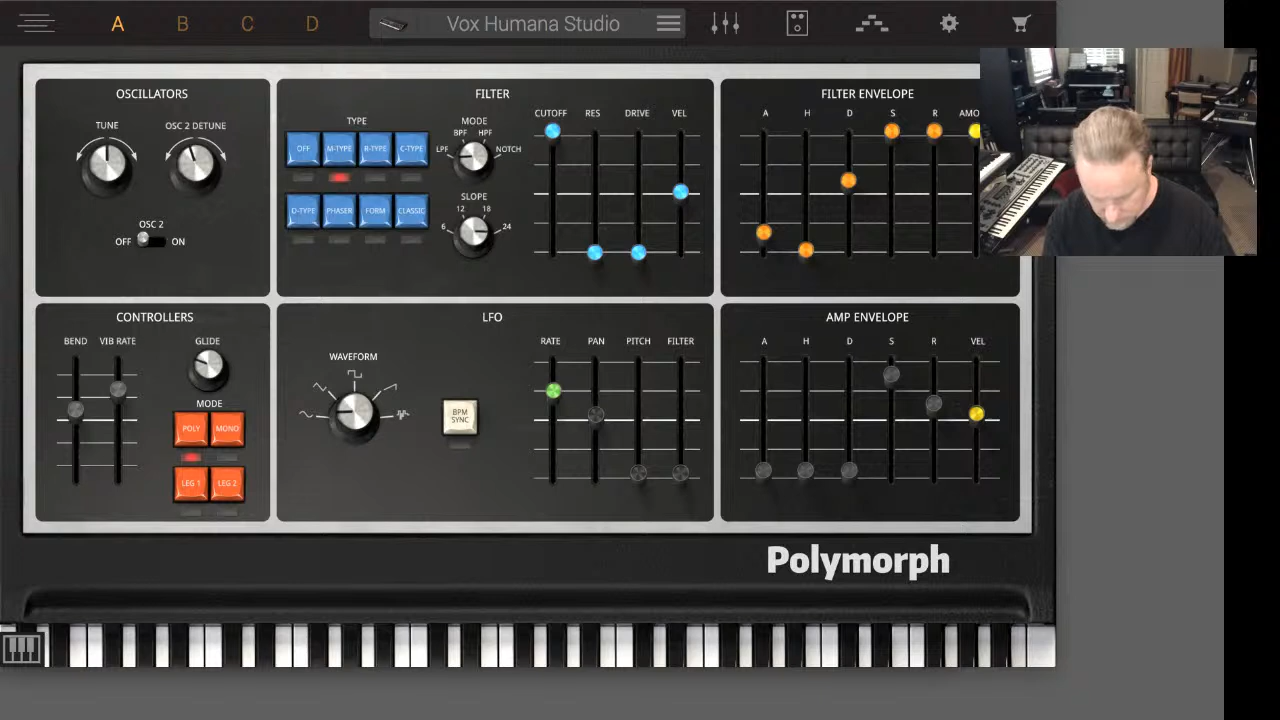 A B C D Vox Humana Studio
OSCILLATORS
TUNE OSC 2 DETUNE
OSC 2
OFF ON
FILTER
TYPE
OFF M-TYPE R-TYPE C-TYPE
D-TYPE PHASER FORM CLASSIC
MODE
BPF HPF
LPF NOTCH
SLOPE
12 18
6 24
CUTOFF RES DRIVE VEL
FILTER ENVELOPE
A H D S R AMO
CONTROLLERS
BEND VIB RATE GLIDE
MODE
POLY MONO
LEG 1 LEG 2
LFO
WAVEFORM
BPM
SYNC
RATE PAN PITCH FILTER
AMP ENVELOPE
A H D S R VEL
Polymorph